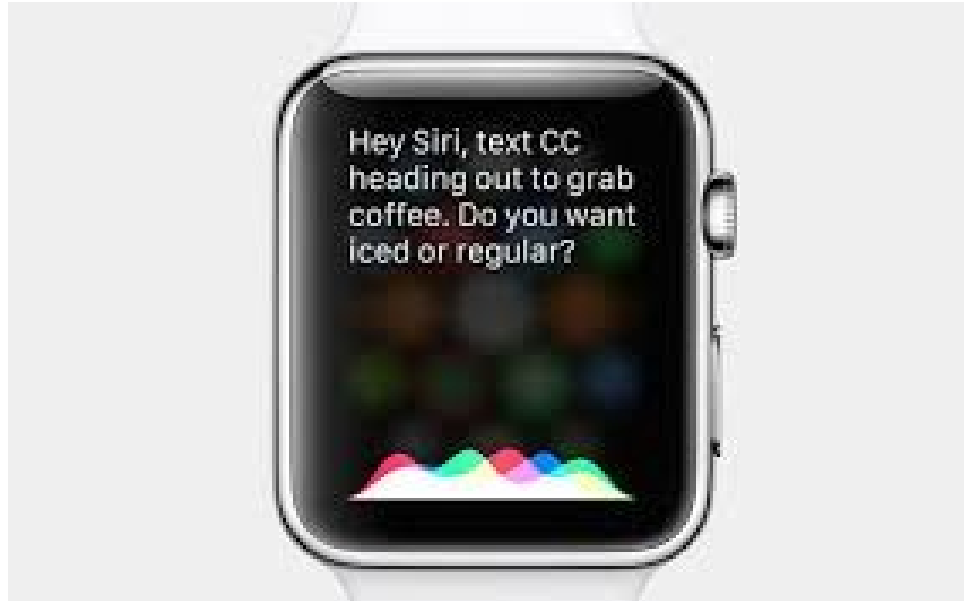 Hey Siri, text CC
heading out to grab
coffee. Do you want
iced or regular?